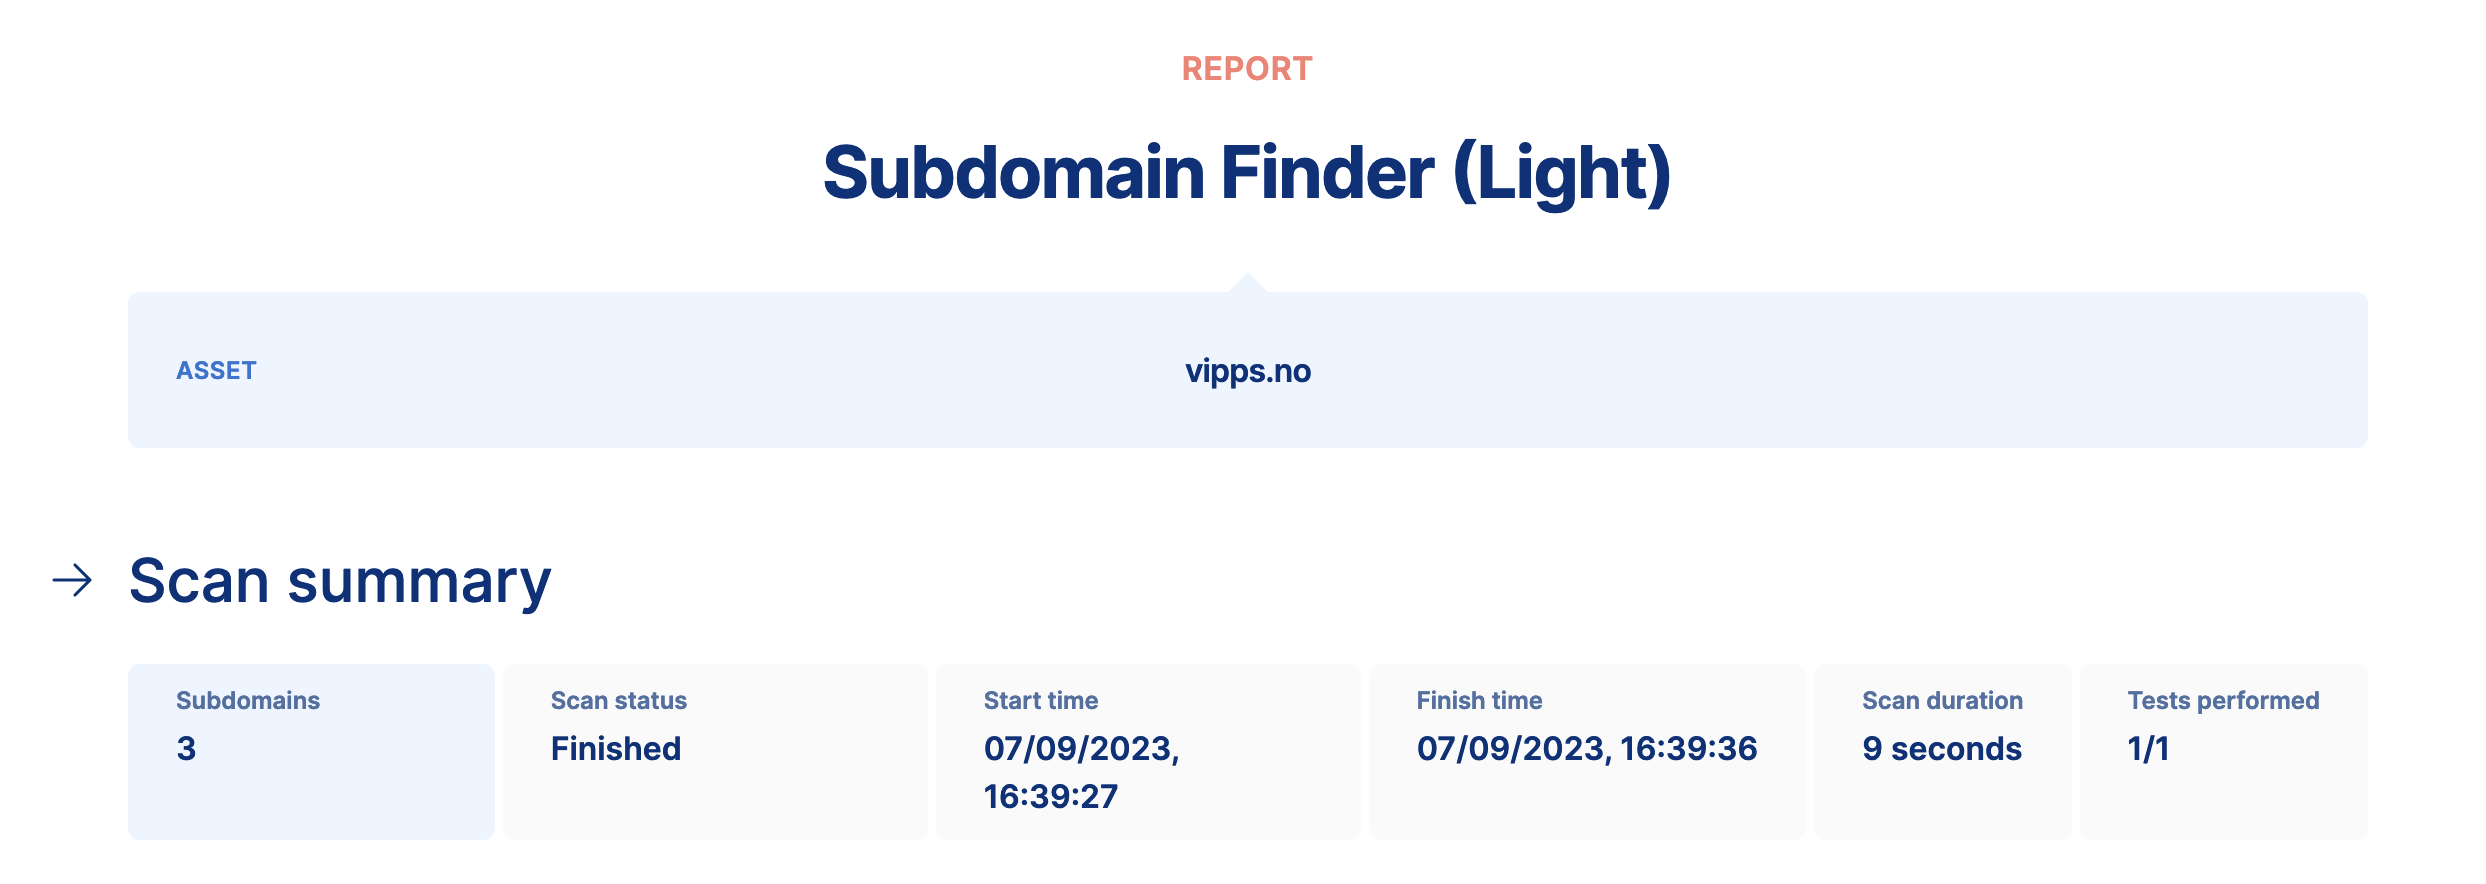 REPORT
Subdomain Finder (Light)
ASSET
vipps.no
Scan summary
Subdomains
3
Scan status
Finished
Start time
07/09/2023,
16:39:27
Finish time
07/09/2023, 16:39:36
Scan duration
9 seconds
Tests performed
1/1